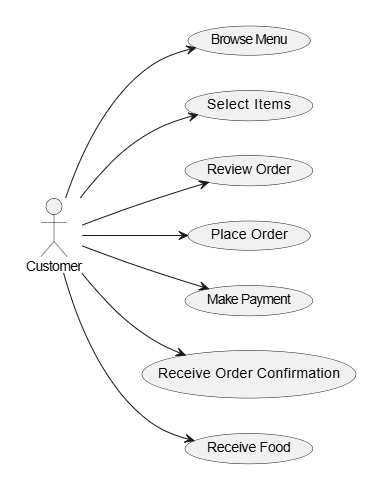 Browse Menu
Select Items
Review Order
Place Order
Customer
Make Payment
Receive Order Confirmation
Receive Food